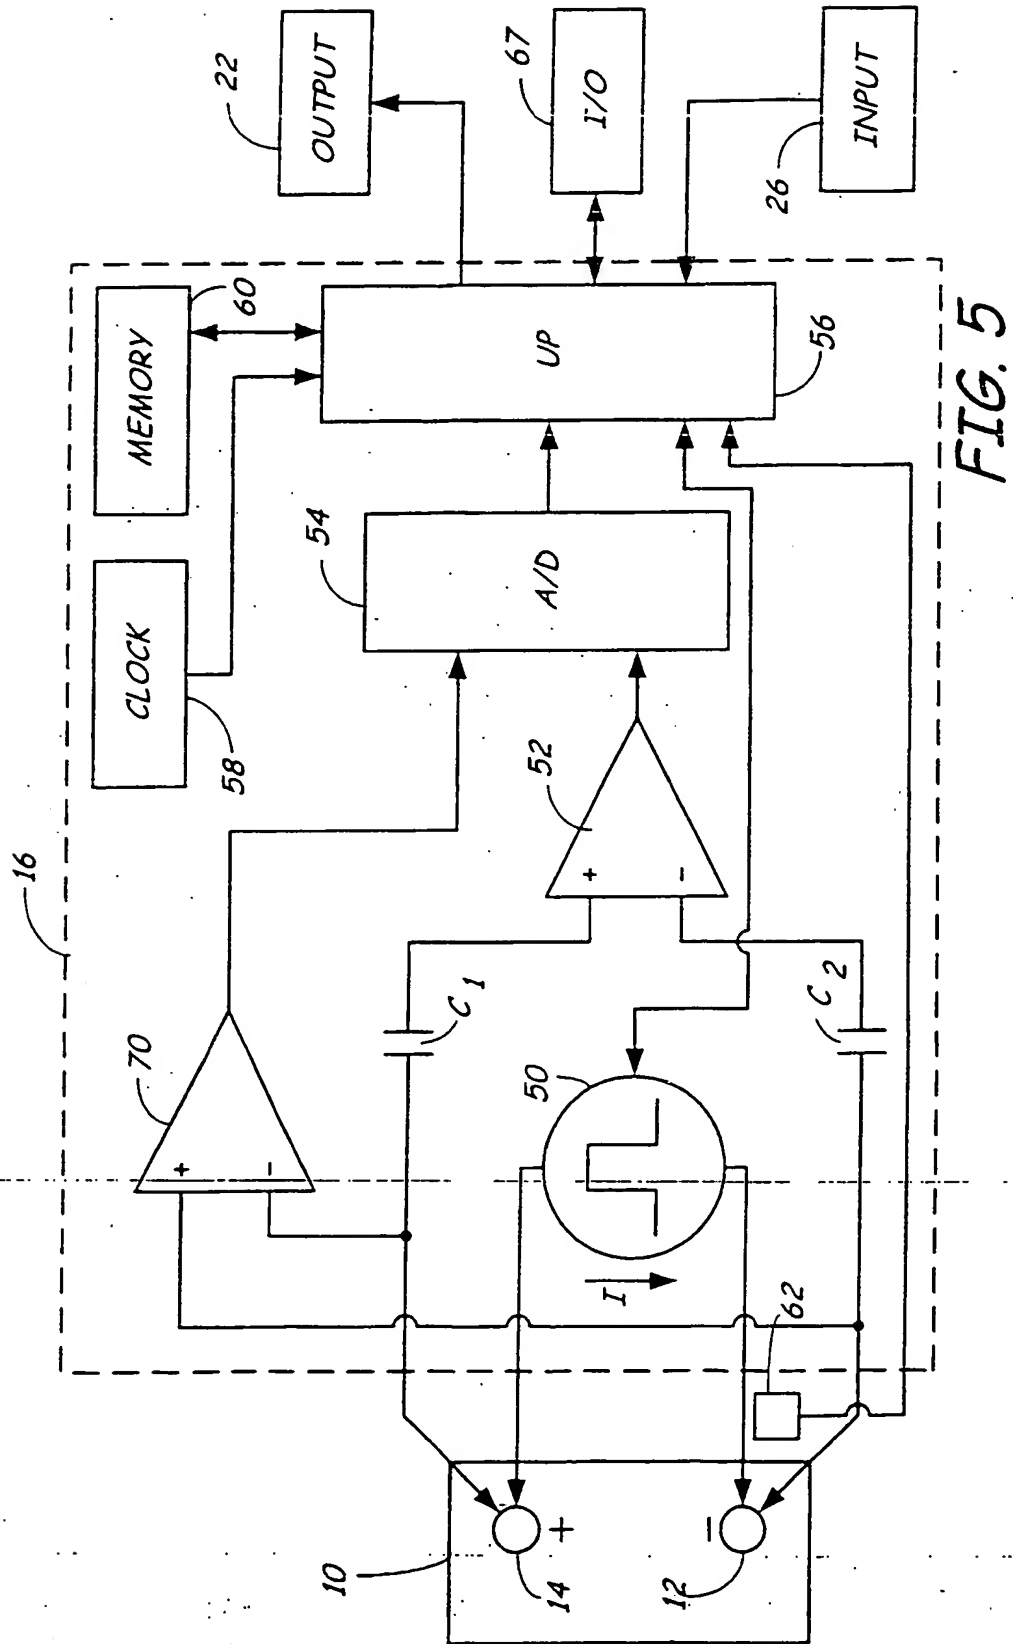 16
CLOCK
58
MEMORY
60
OUTPUT
22
70
+
-
54
A/D
UP
56
I/O
67
C1
52
+
-
50
I
C2
INPUT
26
62
10
14
+
12
-
FIG. 5